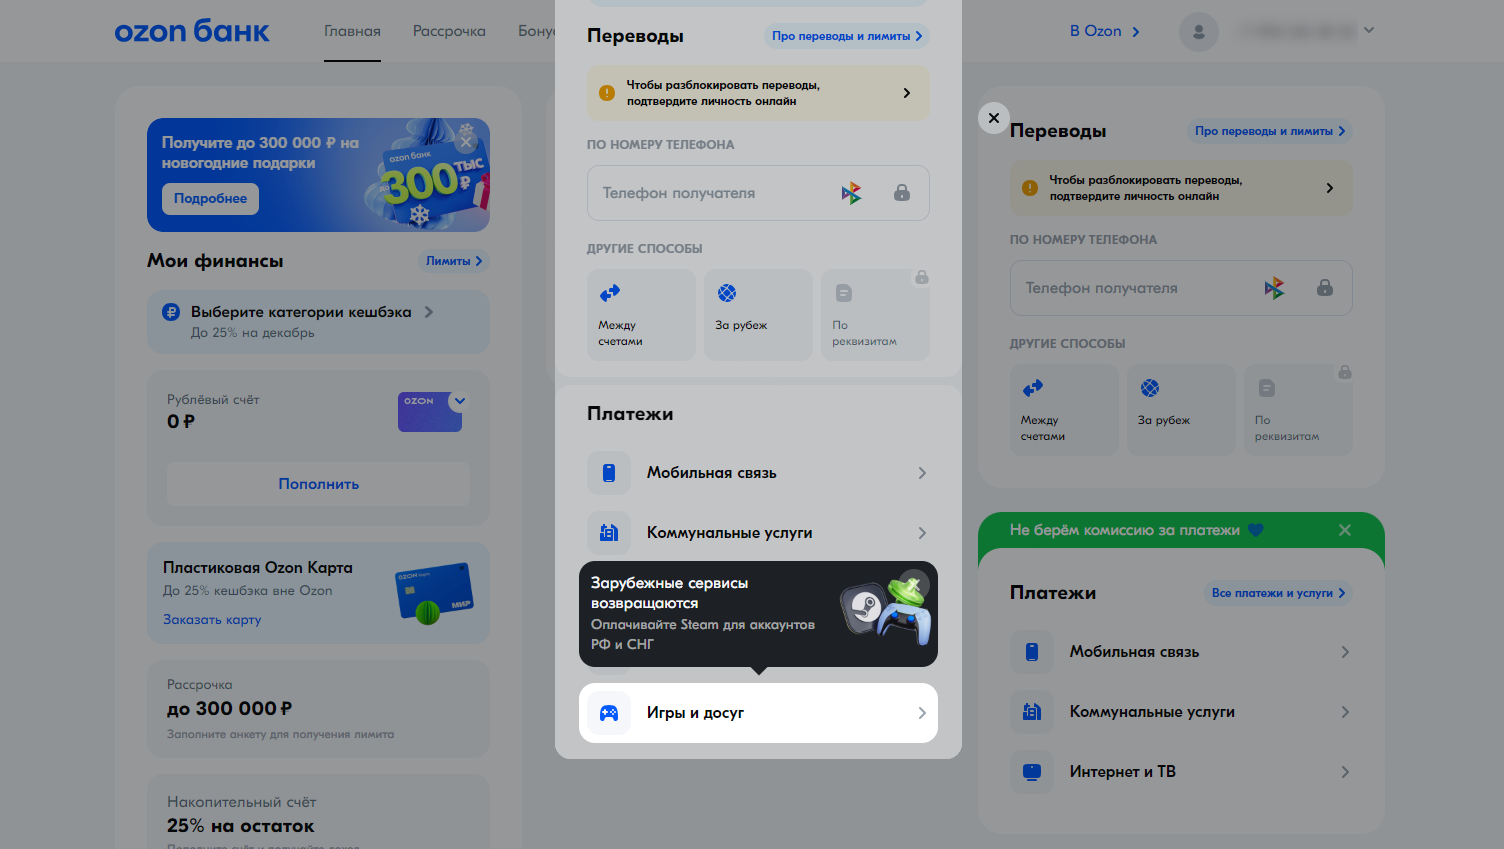 ozon банк
Главная
Рассрочка
Бону
В Ozon
Получите до 300 000 ₽ на
новогодние подарки
Подробнее
ozon банк
до 300 ТЫС ₽
Мои финансы
Лимиты
Выберите категории кешбэка
До 25% на декабрь
Рублёвый счёт
0 ₽
OZON
Пополнить
Пластиковая Ozon Карта
До 25% кешбэка вне Ozon
Заказать карту
МИР
Рассрочка
до 300 000 ₽
Заполните анкету для получения лимита
Накопительный счёт
25% на остаток
Переводы
Про переводы и лимиты
Чтобы разблокировать переводы,
подтвердите личность онлайн
ПО НОМЕРУ ТЕЛЕФОНА
Телефон получателя
ДРУГИЕ СПОСОБЫ
Между
счетами
За рубеж
По
реквизитам
Платежи
Мобильная связь
Коммунальные услуги
Зарубежные сервисы
возвращаются
Оплачивайте Steam для аккаунтов
РФ и СНГ
Игры и досуг
Переводы
Про переводы и лимиты
Чтобы разблокировать переводы,
подтвердите личность онлайн
ПО НОМЕРУ ТЕЛЕФОНА
Телефон получателя
ДРУГИЕ СПОСОБЫ
Между
счетами
За рубеж
По
реквизитам
Не берём комиссию за платежи
Платежи
Все платежи и услуги
Мобильная связь
Коммунальные услуги
Интернет и ТВ